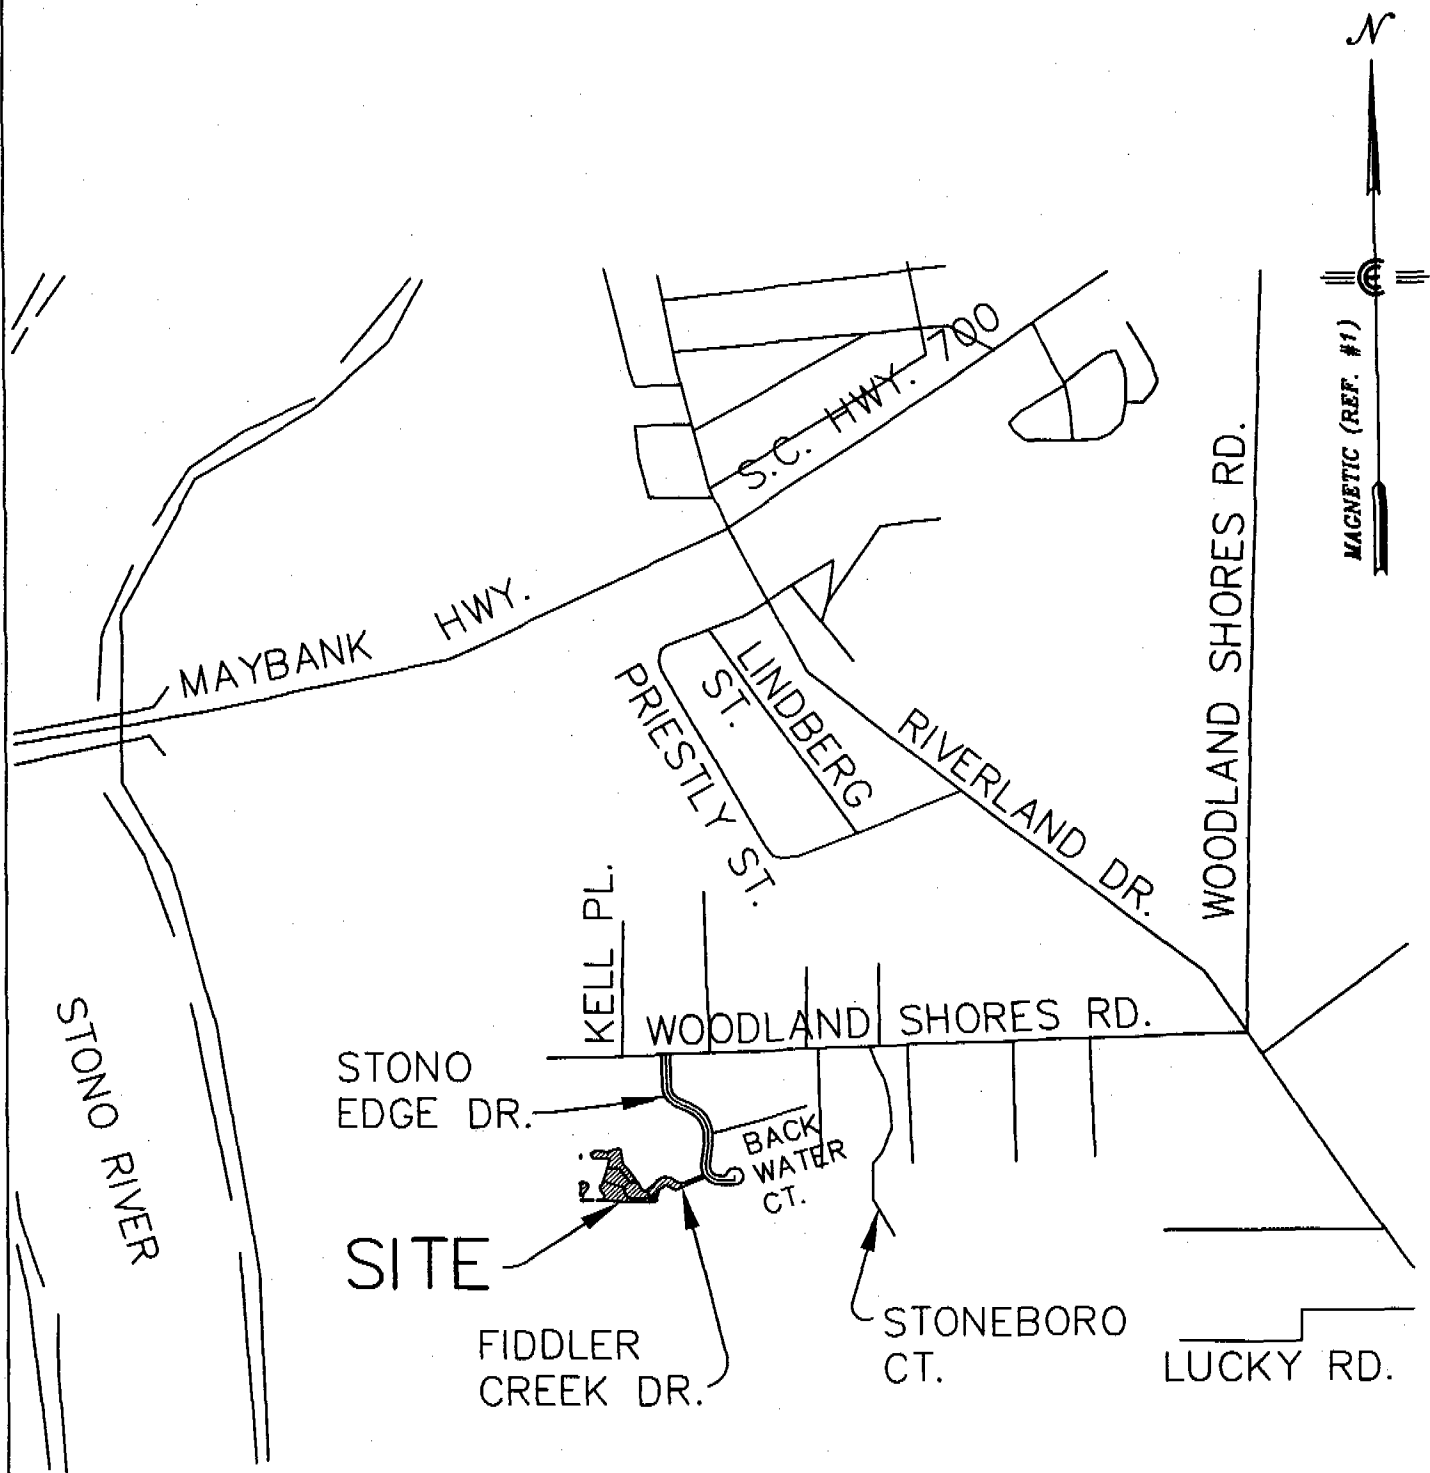 N
MAGNETIC (REF. #1)
S.C. HWY. 700
MAYBANK HWY.
LINDBERG
ST.
PRIESTLY ST.
RIVERLAND DR.
WOODLAND SHORES RD.
KELL PL.
WOODLAND SHORES RD.
STONO
EDGE DR.
BACK
WATER
CT.
STONO RIVER
SITE
FIDDLER
CREEK DR.
STONEBORO
CT.
LUCKY RD.